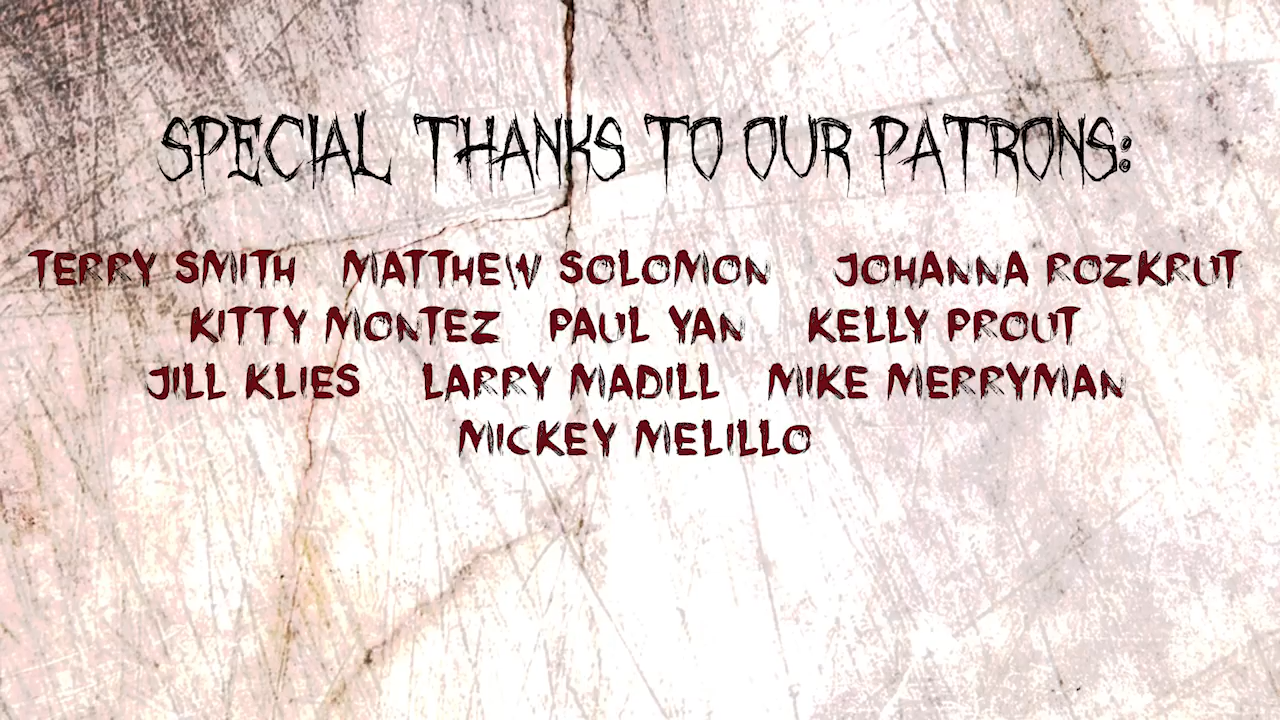 SPECIAL THANKS TO OUR PATRONS:
TERRY SMITH MATTHEW SOLOMON JOHANNA ROZKRUT
KITTY MONTEZ PAUL YAN KELLY PROUT
JILL KLIES LARRY MADILL MIKE MERRYMAN
MICKEY MELILLO